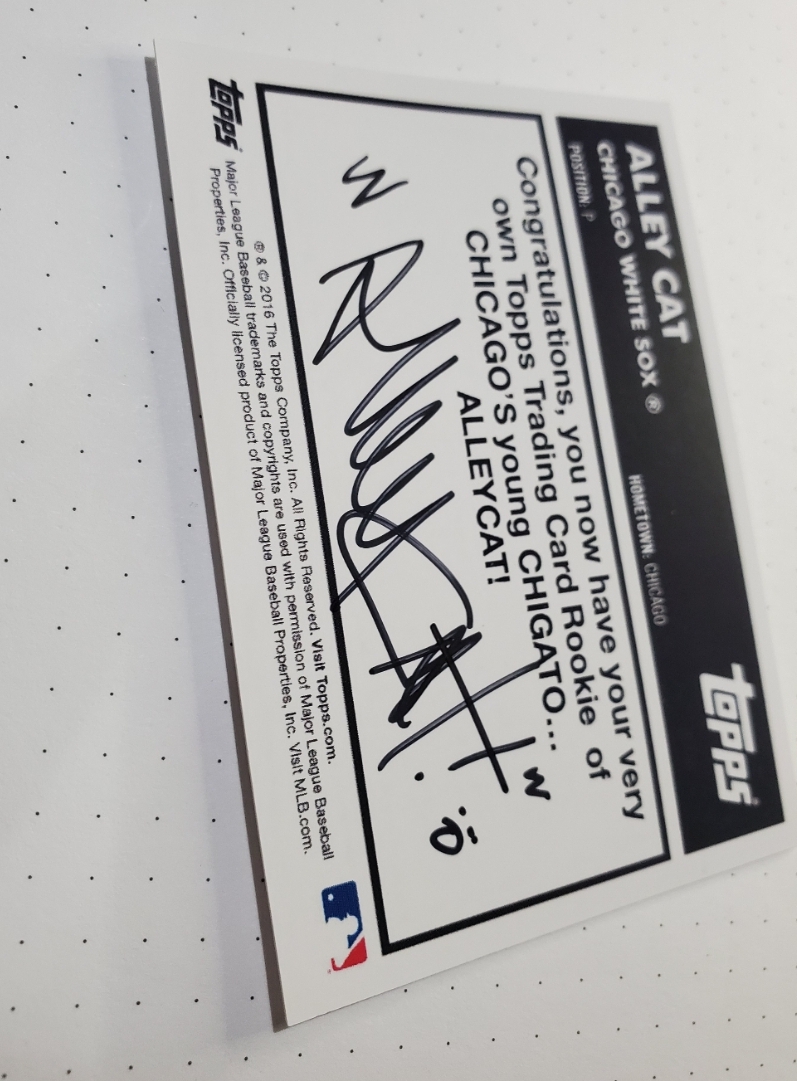 ALLEY CAT
CHICAGO WHITE SOX ®
POSITION: P HOMETOWN: CHICAGO
topps
Congratulations, you now have your very
own Topps Trading Card Rookie of
CHICAGO'S young CHIGATO...
ALLEYCAT!
topps
® & © 2016 The Topps Company, Inc. All Rights Reserved. Visit Topps.com.
Major League Baseball trademarks and copyrights are used with permission of Major League Baseball
Properties, Inc. Officially licensed product of Major League Baseball Properties, Inc. Visit MLB.com.